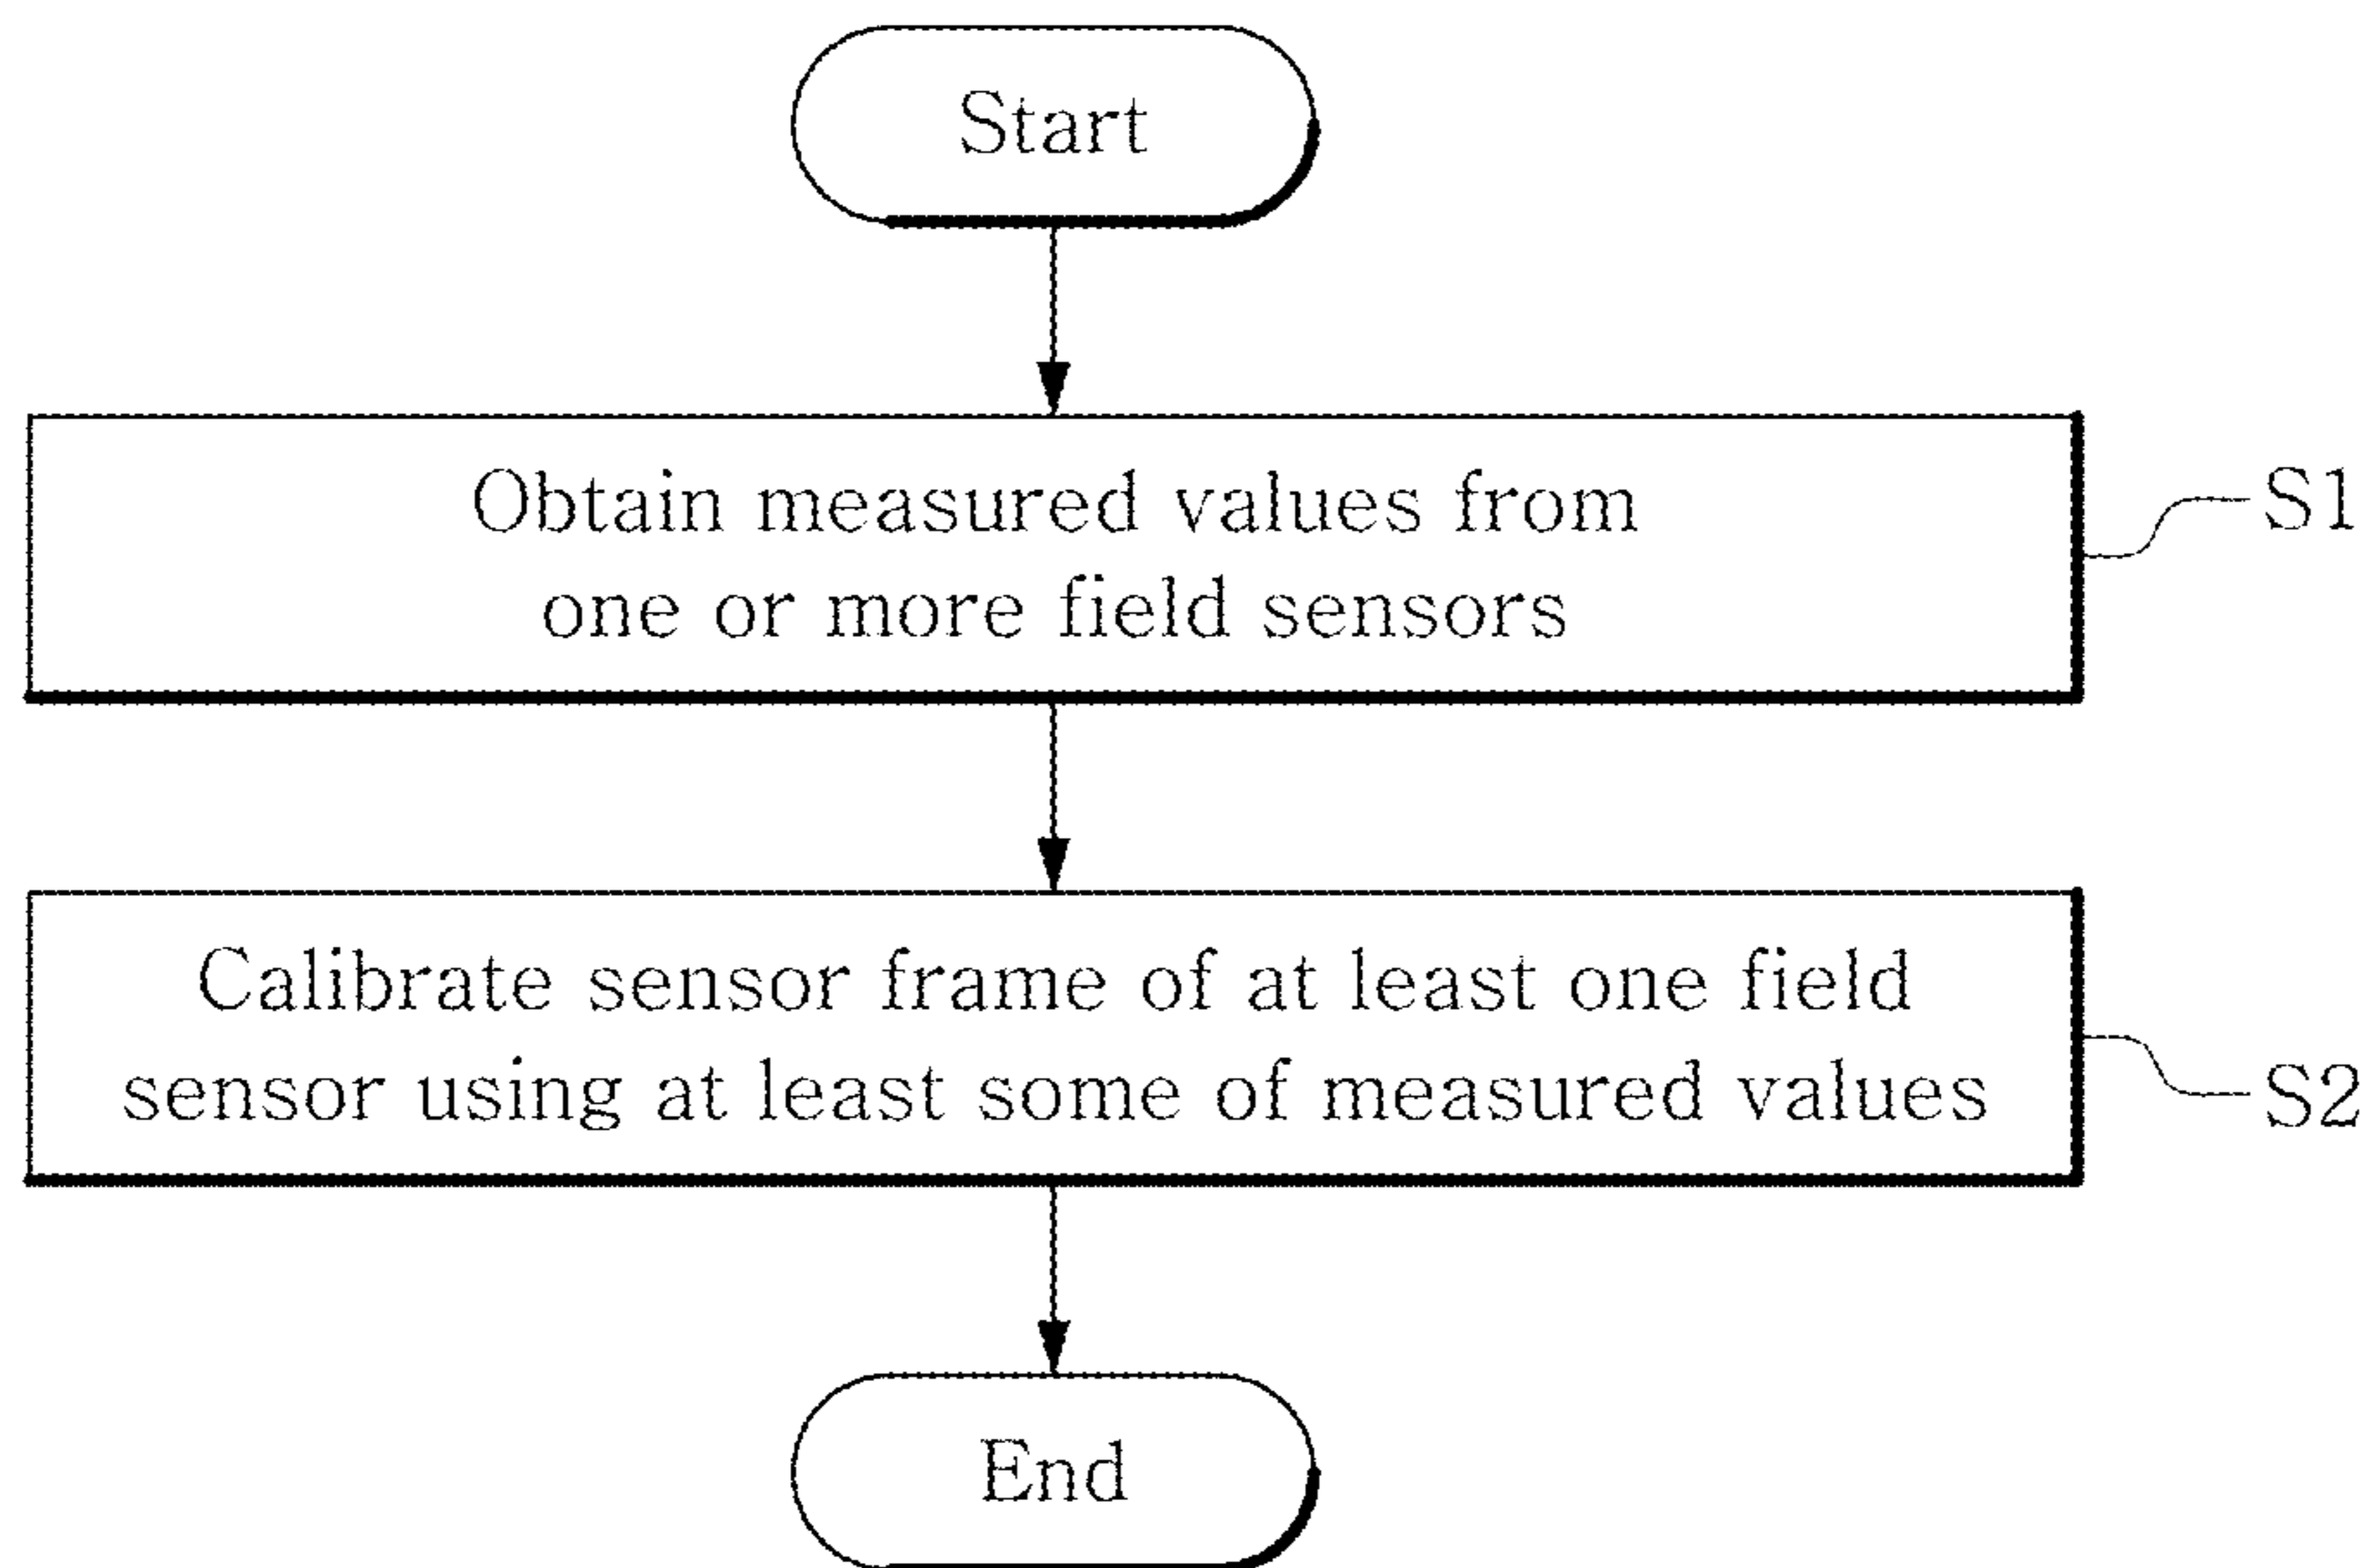 Start
Obtain measured values from
one or more field sensors
S1
Calibrate sensor frame of at least one field
sensor using at least some of measured values
S2
End